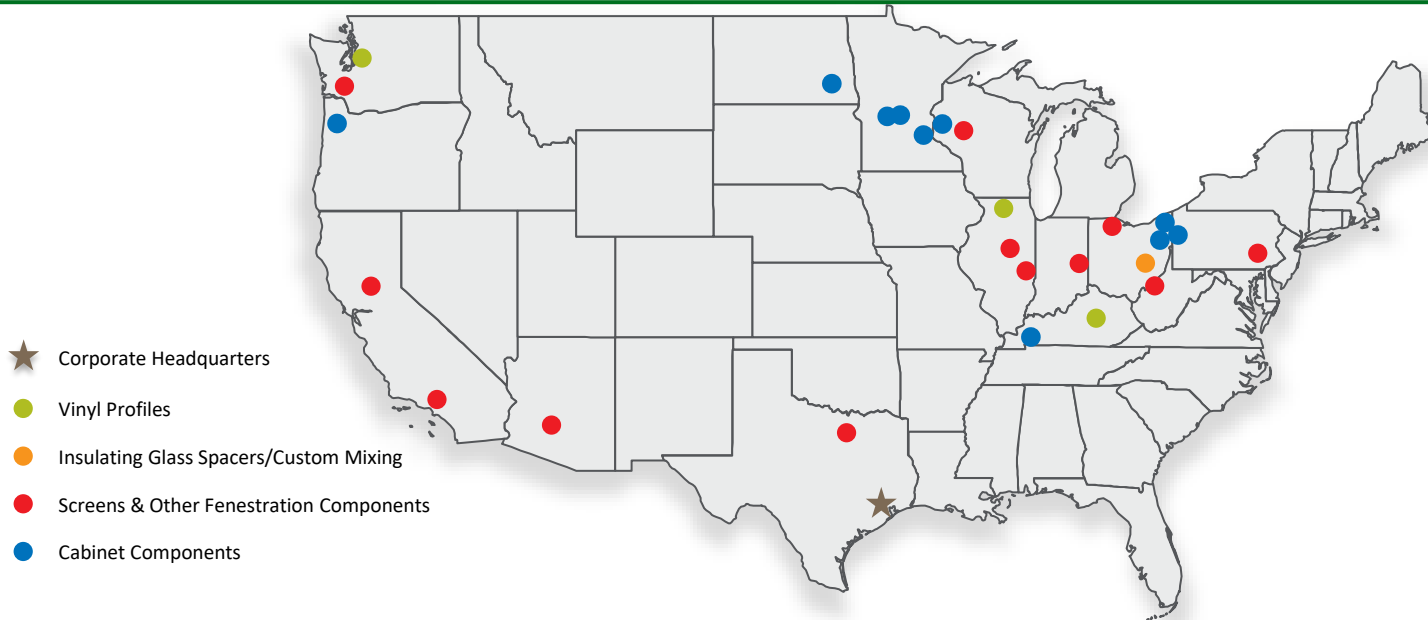 Corporate Headquarters
Vinyl Profiles
Insulating Glass Spacers/Custom Mixing
Screens & Other Fenestration Components
Cabinet Components